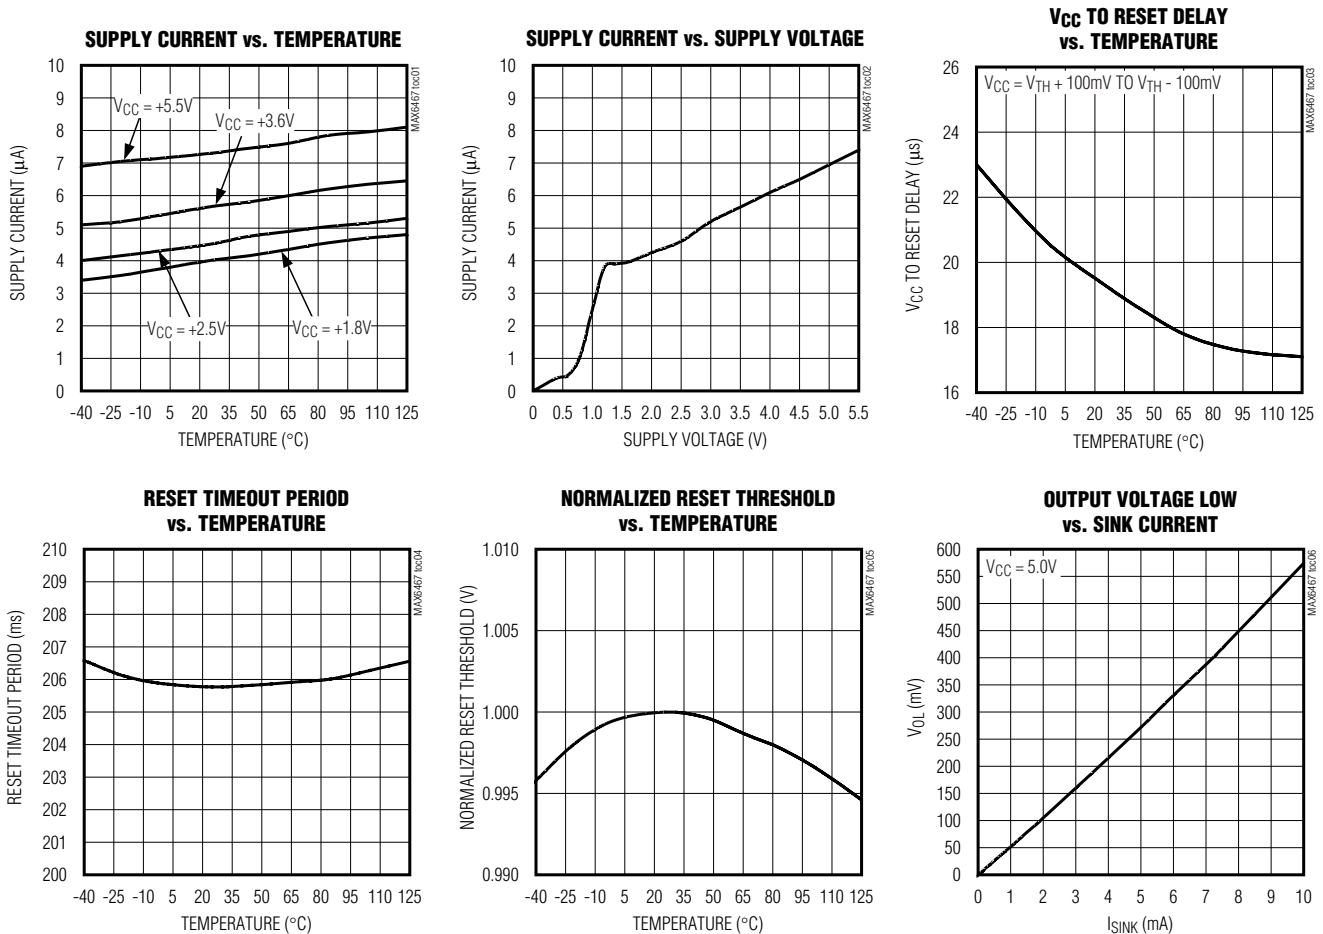 SUPPLY CURRENT vs. TEMPERATURE
MAX6467 toc01
SUPPLY CURRENT (μA)
10
9
8
7
6
5
4
3
2
1
0
VCC = +5.5V
VCC = +3.6V
VCC = +2.5V
VCC = +1.8V
-40 -25 -10 5 20 35 50 65 80 95 110 125
TEMPERATURE (°C)
SUPPLY CURRENT vs. SUPPLY VOLTAGE
MAX6467 toc02
SUPPLY CURRENT (μA)
10
9
8
7
6
5
4
3
2
1
0
0 0.5 1.0 1.5 2.0 2.5 3.0 3.5 4.0 4.5 5.0 5.5
SUPPLY VOLTAGE (V)
VCC TO RESET DELAY
vs. TEMPERATURE
MAX6467 toc03
VCC TO RESET DELAY (μs)
26
24
22
20
18
16
VCC = VTH + 100mV TO VTH - 100mV
-40 -25 -10 5 20 35 50 65 80 95 110 125
TEMPERATURE (°C)
RESET TIMEOUT PERIOD
vs. TEMPERATURE
MAX6467 toc04
RESET TIMEOUT PERIOD (ms)
210
209
208
207
206
205
204
203
202
201
200
-40 -25 -10 5 20 35 50 65 80 95 110 125
TEMPERATURE (°C)
NORMALIZED RESET THRESHOLD
vs. TEMPERATURE
MAX6467 toc05
NORMALIZED RESET THRESHOLD (V)
1.010
1.005
1.000
0.995
0.990
-40 -25 -10 5 20 35 50 65 80 95 110 125
TEMPERATURE (°C)
OUTPUT VOLTAGE LOW
vs. SINK CURRENT
MAX6467 toc06
VOL (mV)
600
550
500
450
400
350
300
250
200
150
100
50
0
VCC = 5.0V
0 1 2 3 4 5 6 7 8 9 10
ISINK (mA)